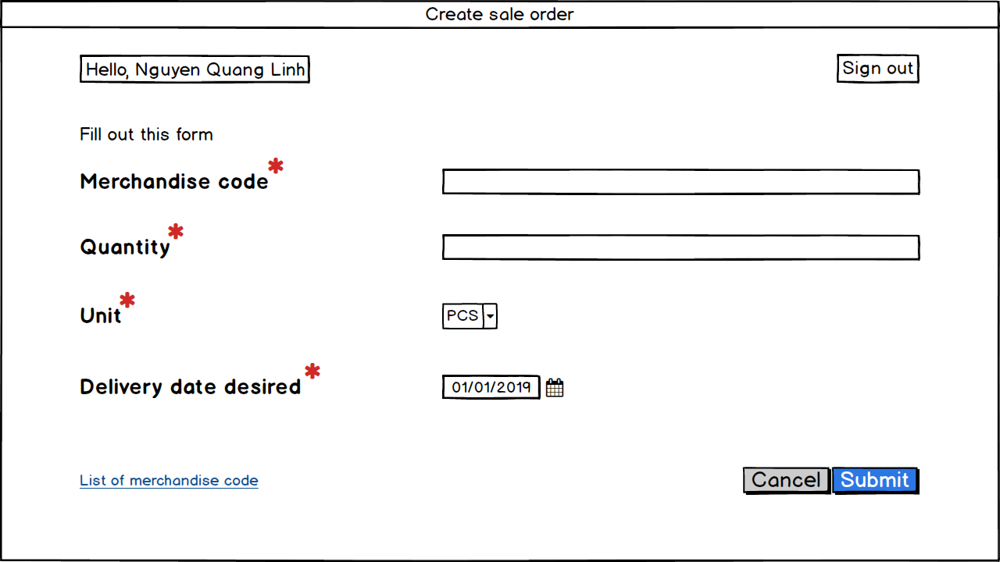 Create sale order
Hello, Nguyen Quang Linh
Sign out
Fill out this form
Merchandise code*
Quantity*
Unit*
PCS
Delivery date desired*
01/01/2019
List of merchandise code
Cancel
Submit